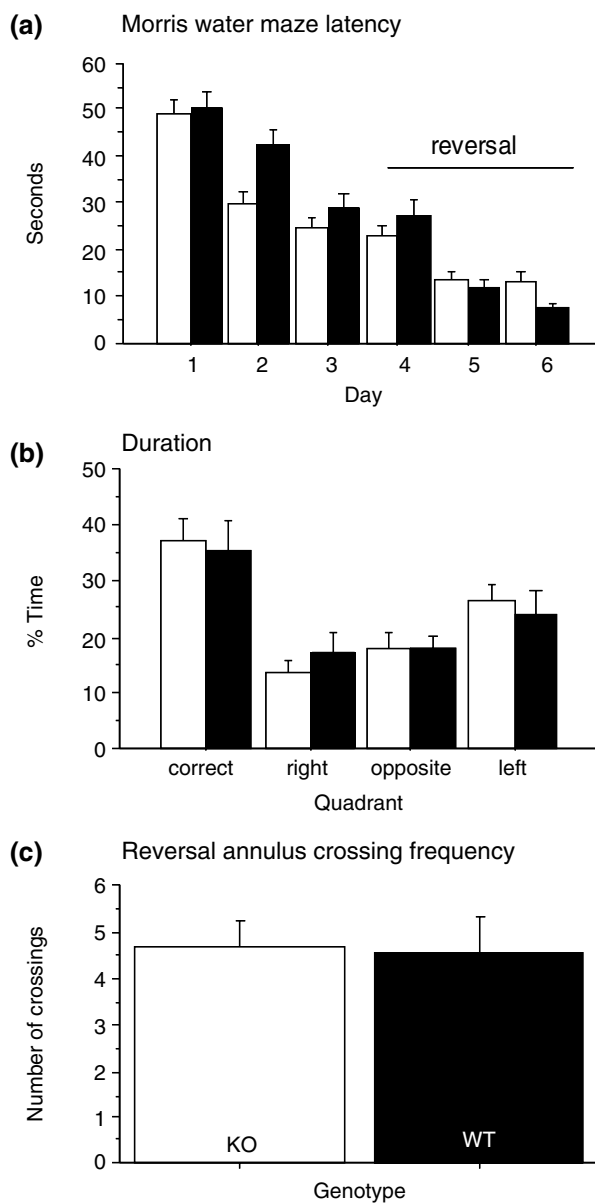 (a) Morris water maze latency
60
50
40
30
20
10
0
Seconds
reversal
1 2 3 4 5 6
Day
(b) Duration
50
40
30
20
10
0
% Time
correct right opposite left
Quadrant
(c) Reversal annulus crossing frequency
6
5
4
3
2
1
0
Number of crossings
KO WT
Genotype